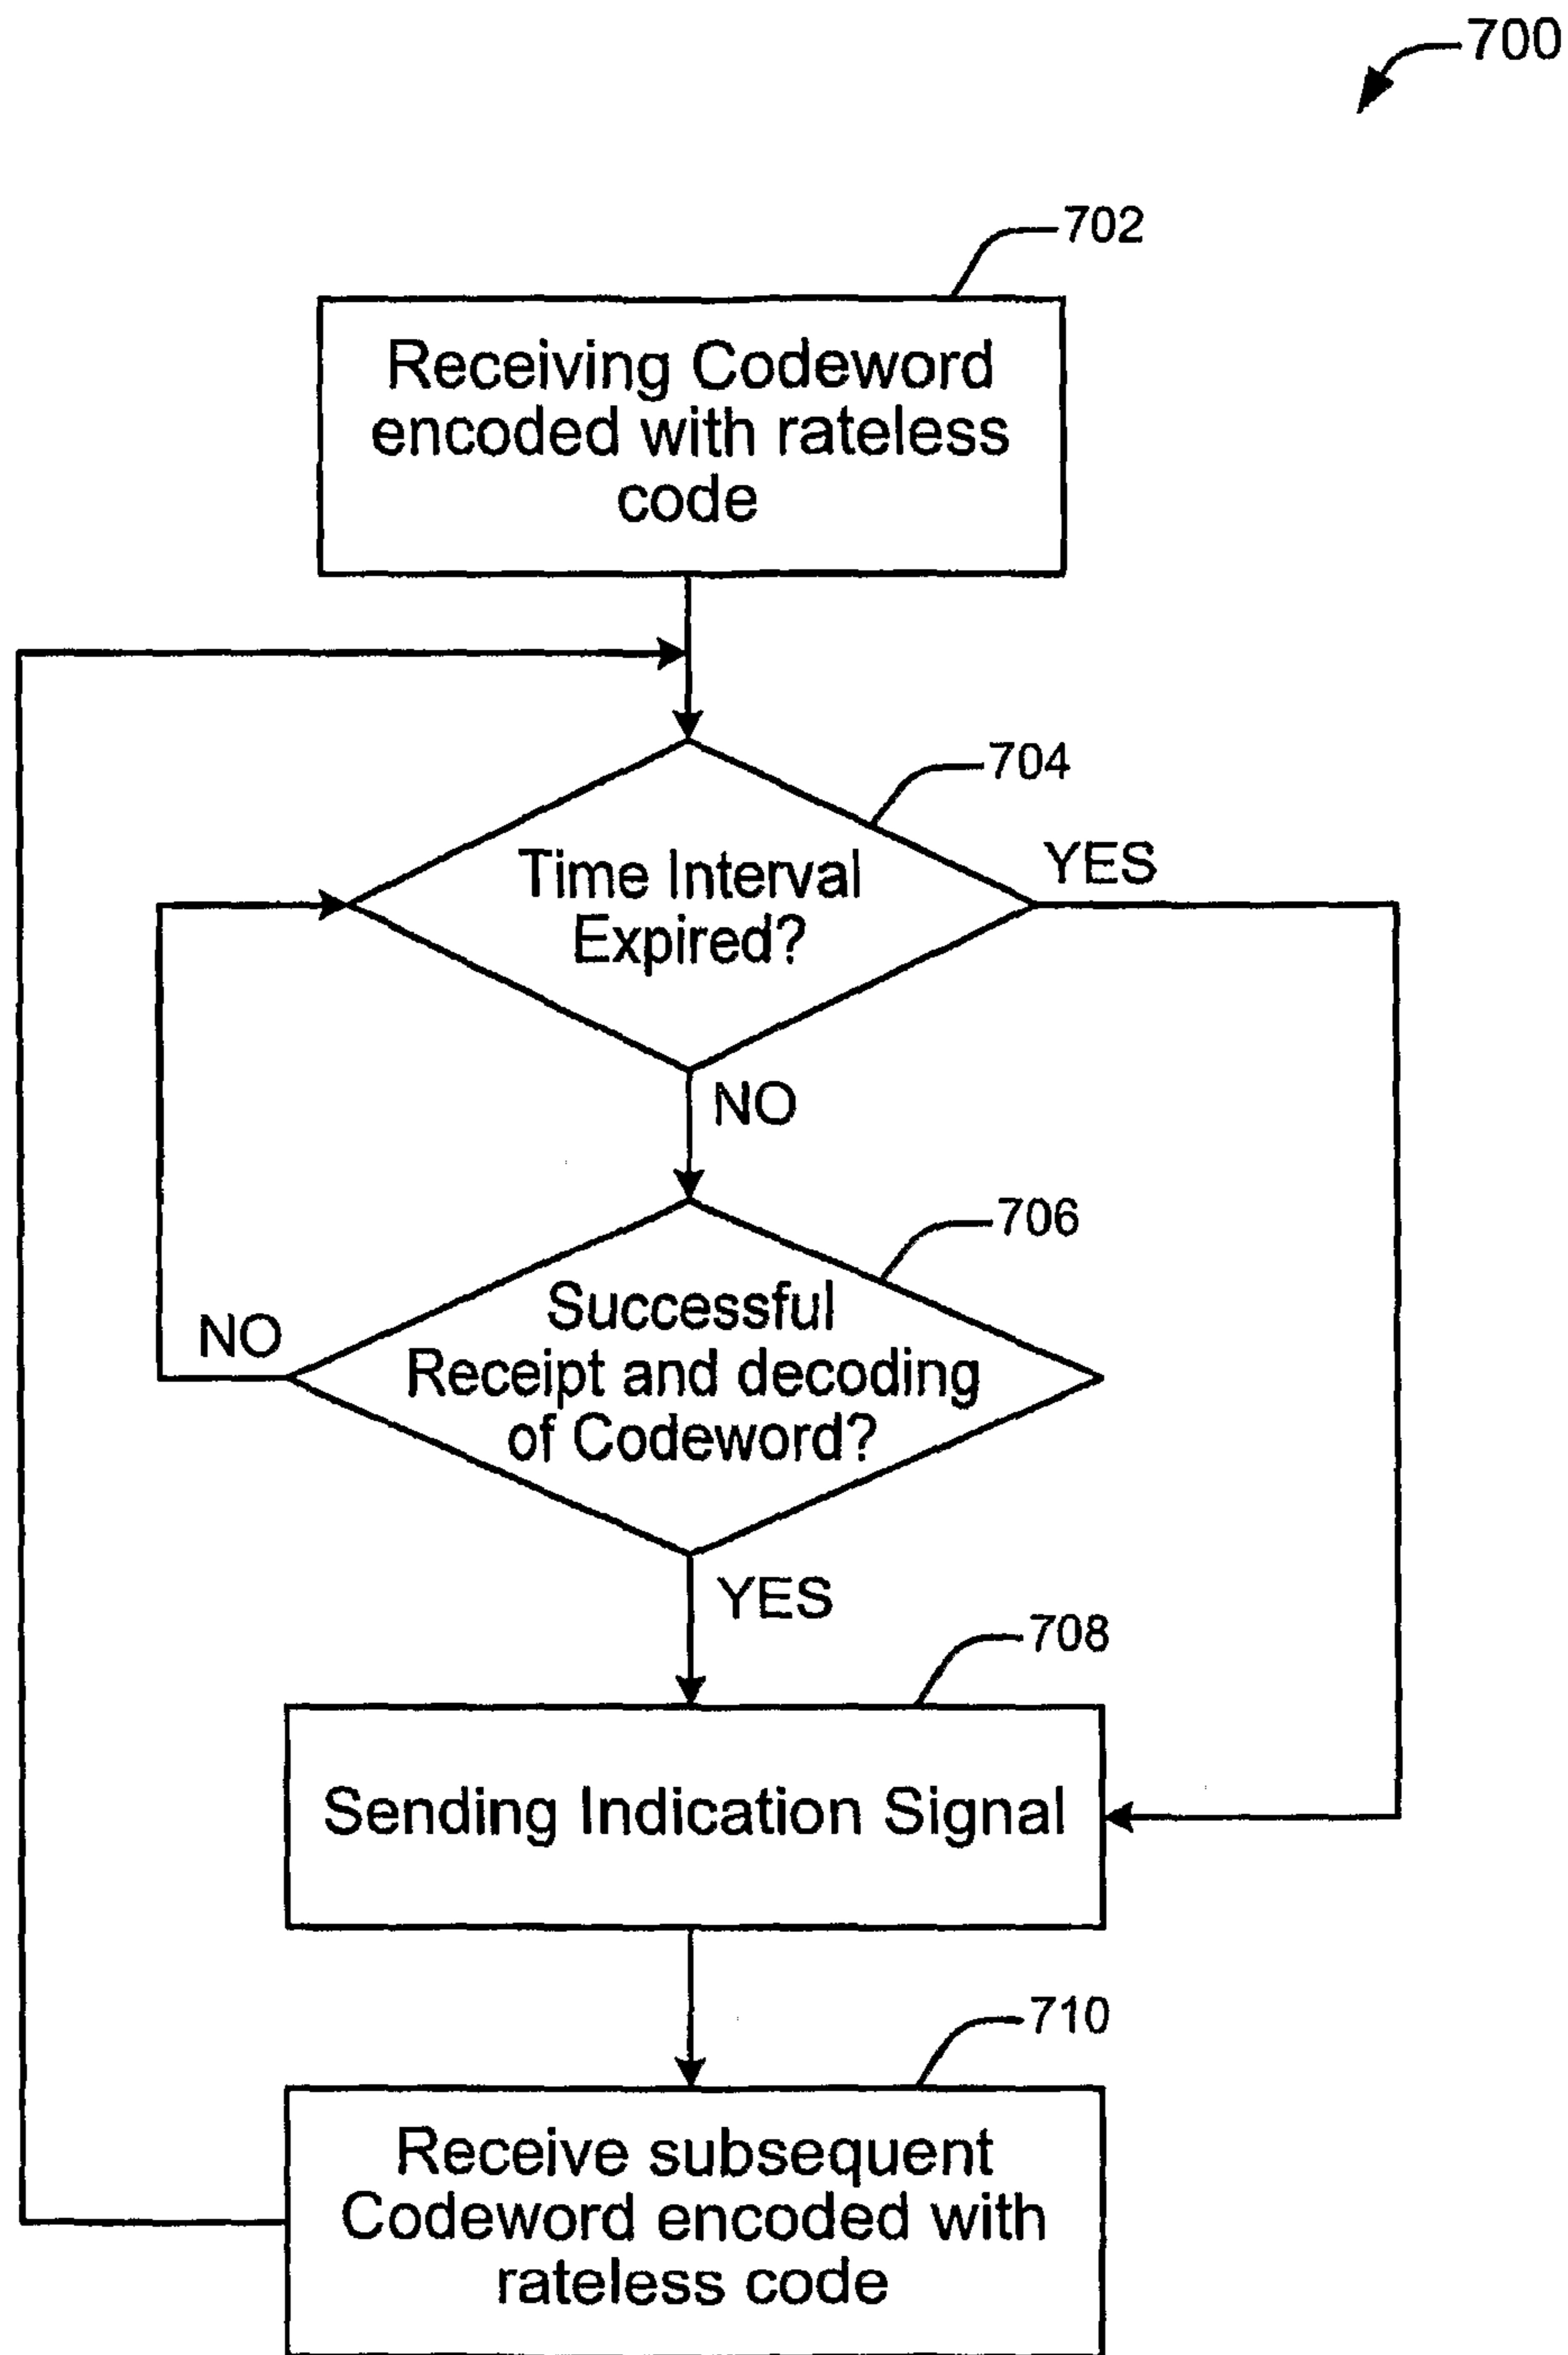 700
702
Receiving Codeword
encoded with rateless
code
704
Time Interval
Expired?
YES
NO
706
Successful
Receipt and decoding
of Codeword?
NO
YES
708
Sending Indication Signal
710
Receive subsequent
Codeword encoded with
rateless code